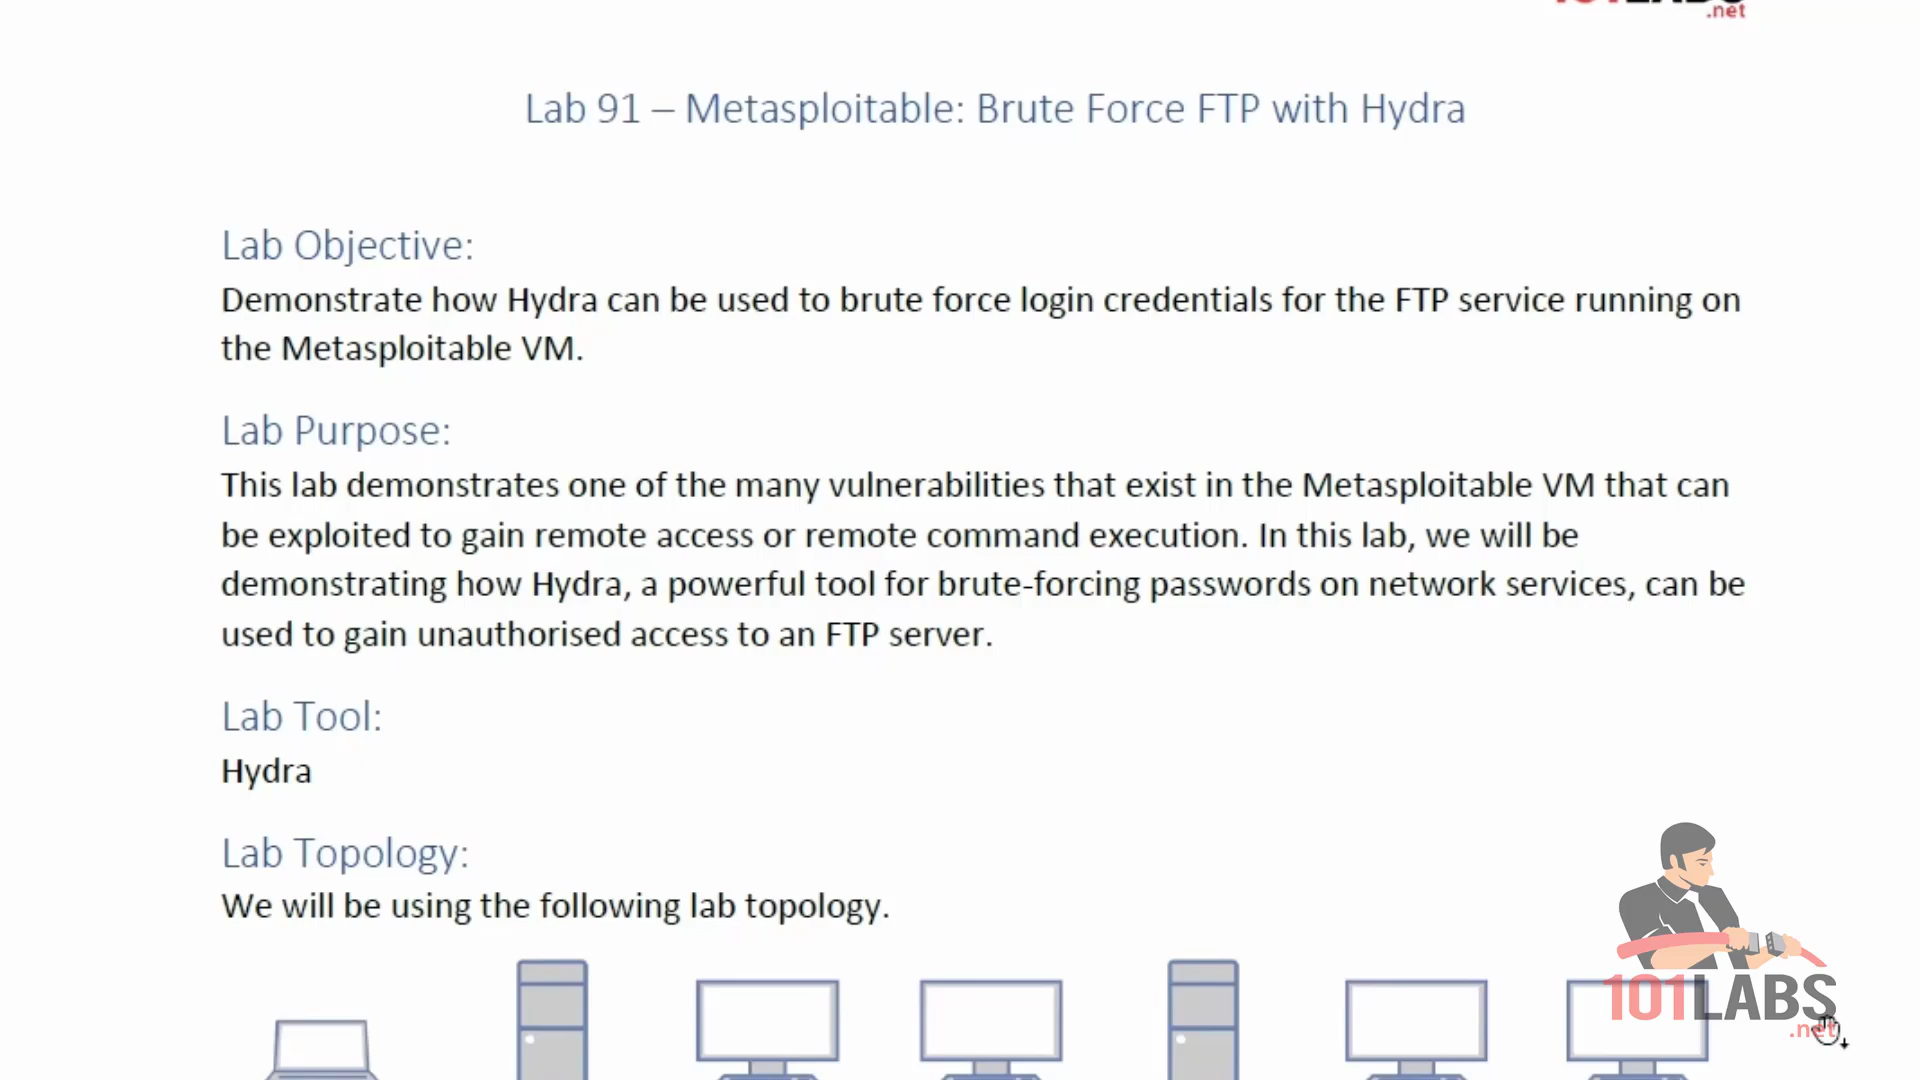 .net
Lab 91 – Metasploitable: Brute Force FTP with Hydra
Lab Objective:
Demonstrate how Hydra can be used to brute force login credentials for the FTP service running on
the Metasploitable VM.
Lab Purpose:
This lab demonstrates one of the many vulnerabilities that exist in the Metasploitable VM that can
be exploited to gain remote access or remote command execution. In this lab, we will be
demonstrating how Hydra, a powerful tool for brute-forcing passwords on network services, can be
used to gain unauthorised access to an FTP server.
Lab Tool:
Hydra
Lab Topology:
We will be using the following lab topology.
101LABS
.net